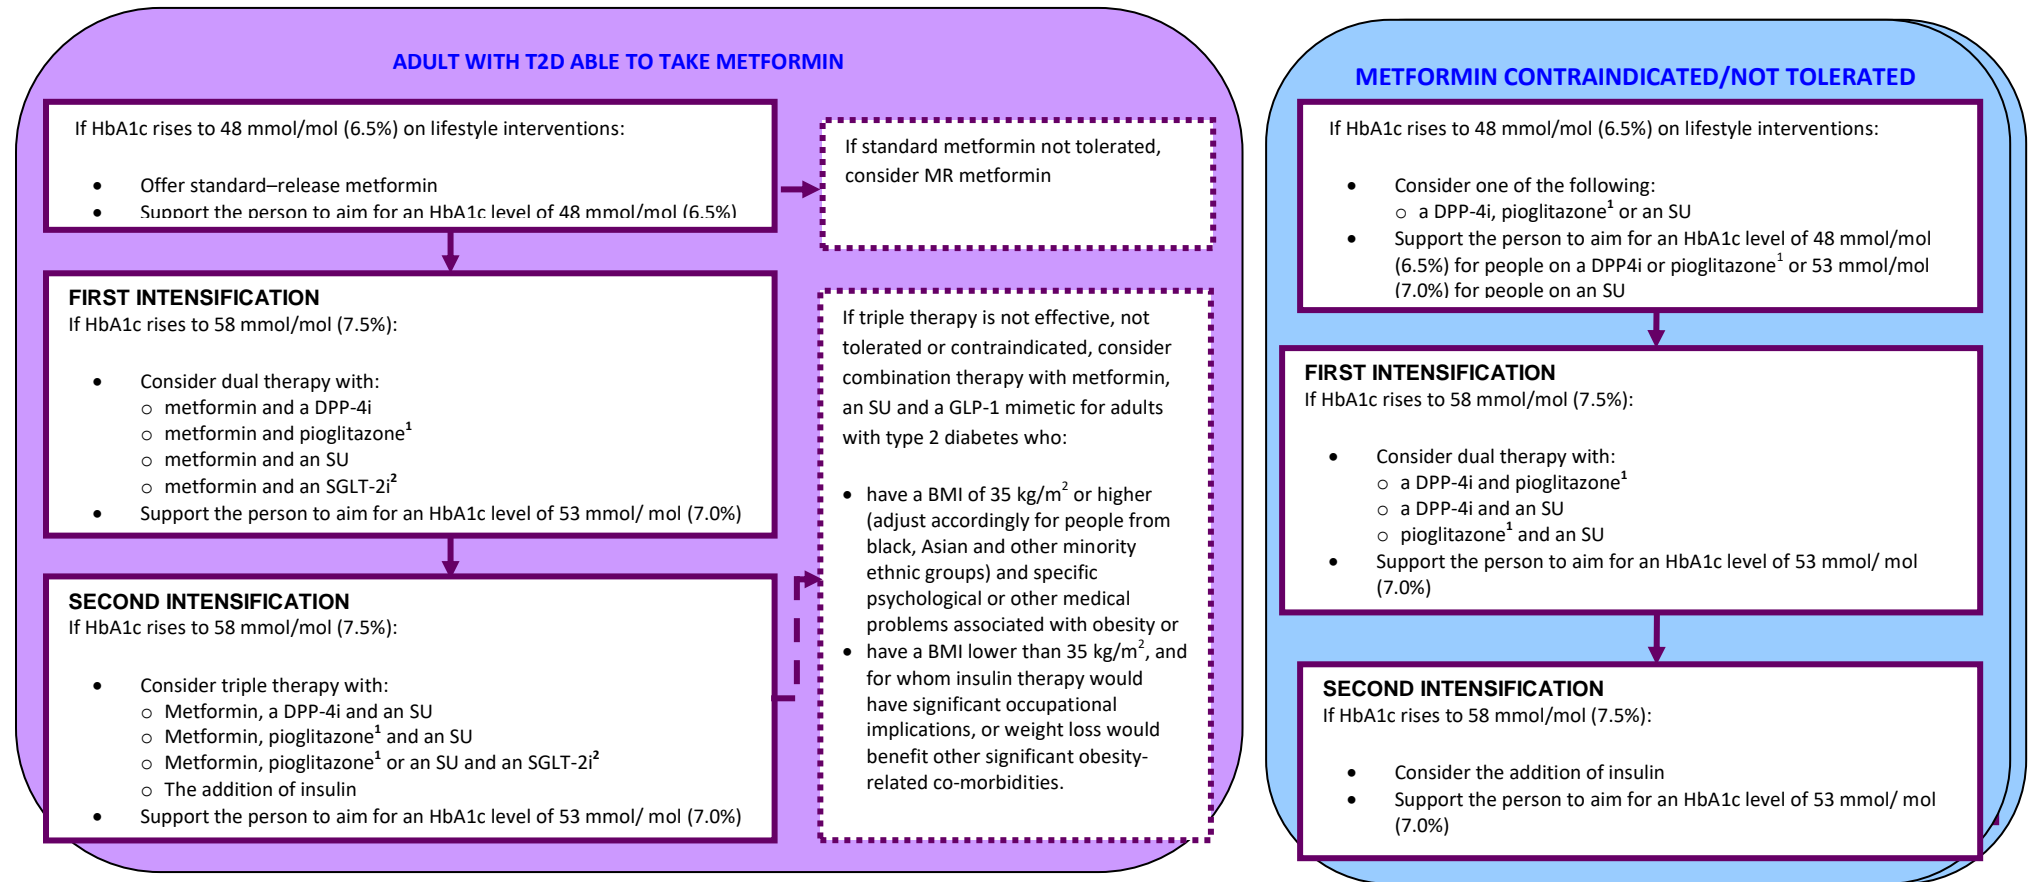 ADULT WITH T2D ABLE TO TAKE METFORMIN
If HbA1c rises to 48 mmol/mol (6.5%) on lifestyle interventions:
• Offer standard–release metformin
• Support the person to aim for an HbA1c level of 48 mmol/mol (6.5%)
If standard metformin not tolerated,
consider MR metformin
FIRST INTENSIFICATION
If HbA1c rises to 58 mmol/mol (7.5%):
• Consider dual therapy with:
o metformin and a DPP-4i
o metformin and pioglitazone¹
o metformin and an SU
o metformin and an SGLT-2i²
• Support the person to aim for an HbA1c level of 53 mmol/ mol (7.0%)
SECOND INTENSIFICATION
If HbA1c rises to 58 mmol/mol (7.5%):
• Consider triple therapy with:
o Metformin, a DPP-4i and an SU
o Metformin, pioglitazone¹ and an SU
o Metformin, pioglitazone¹ or an SU and an SGLT-2i²
o The addition of insulin
• Support the person to aim for an HbA1c level of 53 mmol/ mol (7.0%)
If triple therapy is not effective, not
tolerated or contraindicated, consider
combination therapy with metformin,
an SU and a GLP-1 mimetic for adults
with type 2 diabetes who:
• have a BMI of 35 kg/m² or higher
(adjust accordingly for people from
black, Asian and other minority
ethnic groups) and specific
psychological or other medical
problems associated with obesity or
• have a BMI lower than 35 kg/m², and
for whom insulin therapy would
have significant occupational
implications, or weight loss would
benefit other significant obesity-
related co-morbidities.
METFORMIN CONTRAINDICATED/NOT TOLERATED
If HbA1c rises to 48 mmol/mol (6.5%) on lifestyle interventions:
• Consider one of the following:
o a DPP-4i, pioglitazone¹ or an SU
• Support the person to aim for an HbA1c level of 48 mmol/mol
(6.5%) for people on a DPP4i or pioglitazone¹ or 53 mmol/mol
(7.0%) for people on an SU
FIRST INTENSIFICATION
If HbA1c rises to 58 mmol/mol (7.5%):
• Consider dual therapy with:
o a DPP-4i and pioglitazone¹
o a DPP-4i and an SU
o pioglitazone¹ and an SU
• Support the person to aim for an HbA1c level of 53 mmol/ mol
(7.0%)
SECOND INTENSIFICATION
If HbA1c rises to 58 mmol/mol (7.5%):
• Consider the addition of insulin
• Support the person to aim for an HbA1c level of 53 mmol/ mol
(7.0%)